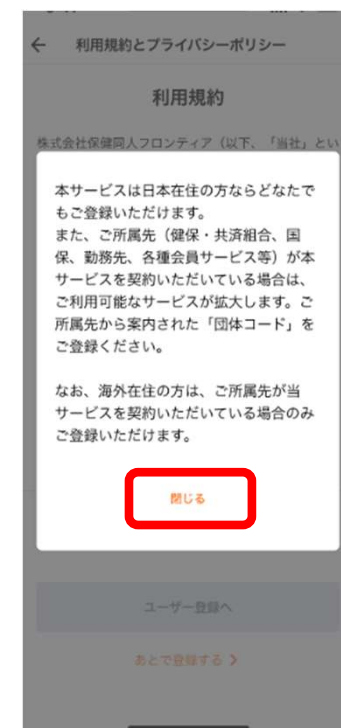 ← 利用規約とプライバシーポリシー
利用規約
株式会社保健同人フロンティア（以下、「当社」とい
本サービスは日本在住の方ならどなたで
もご登録いただけます。
また、ご所属先（健保・共済組合、国
保、勤務先、各種会員サービス等）が本
サービスを契約いただいている場合は、
ご利用可能なサービスが拡大します。ご
所属先から案内された「団体コード」を
ご登録ください。
なお、海外在住の方は、ご所属先が当
サービスを契約いただいている場合のみ
ご登録いただけます。
閉じる
ユーザー登録へ
あとで登録する >